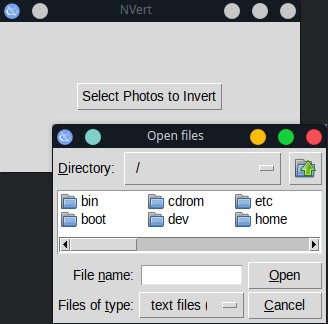 NVert
Select Photos to Invert
Open files
Directory: /
bin cdrom etc
boot dev home
File name: Open
Files of type: text files ( Cancel